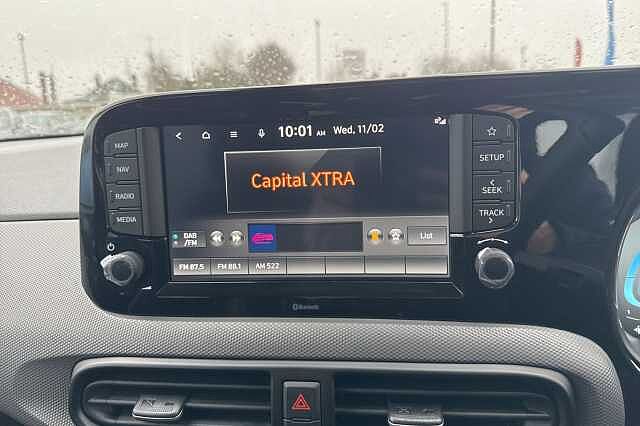 10:01 AM Wed. 11/02
MAP
NAV
RADIO
MEDIA
Capital XTRA
SETUP
< SEEK
TRACK >
DAB
/FM
List
FM 87.5 FM 88.1 AM 522
Bluetooth